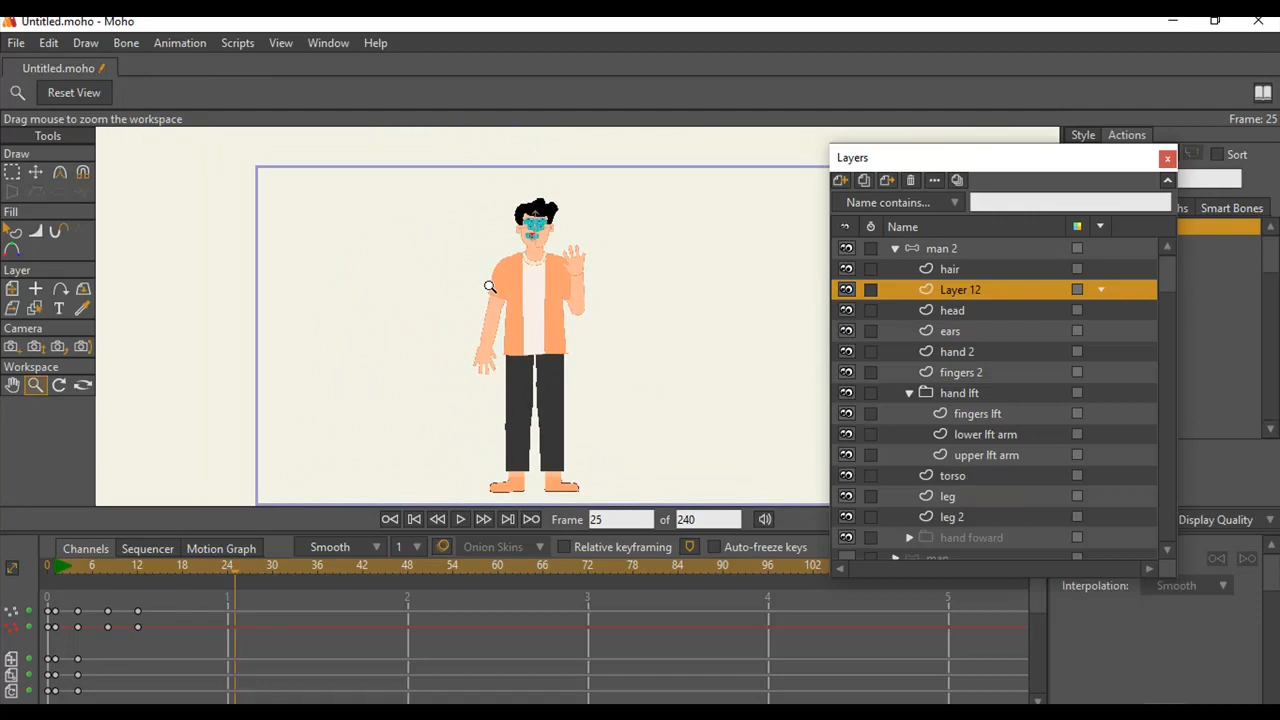 Untitled.moho - Moho
File Edit Draw Bone Animation Scripts View Window Help
Untitled.moho
Reset View
Drag mouse to zoom the workspace
Frame: 25
Tools
Style Actions
Draw
Layers
Sort
Name contains...
Fill
Smart Bones
Name
man 2
hair
Layer
Layer 12
head
Camera
ears
hand 2
Workspace
fingers 2
hand lft
fingers lft
lower lft arm
upper lft arm
torso
leg
leg 2
hand foward
Frame 25 of 240
Display Quality
Channels Sequencer Motion Graph Smooth 1 Onion Skins Relative keyframing Auto-freeze keys
0 6 12 18 24 30 36 42 48 54 60 66 72 78 84 90 96 102
Interpolation: Smooth
0 1 2 3 4 5